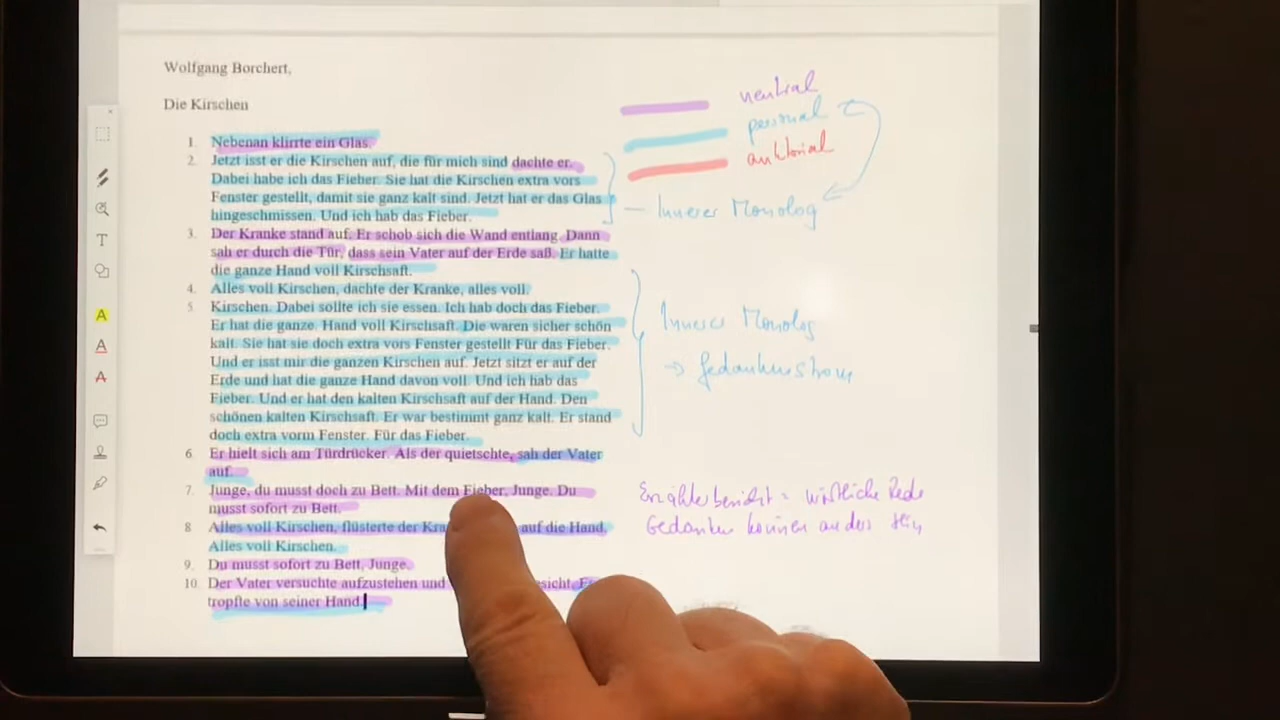 Wolfgang Borchert,
Die Kirschen
1. Nebenan klirrte ein Glas.
2. Jetzt isst er die Kirschen auf, die für mich sind dachte er.
Dabei habe ich das Fieber. Sie hat die Kirschen extra vors
Fenster gestellt, damit sie ganz kalt sind. Jetzt hat er das Glas
hingeschmissen. Und ich hab das Fieber.
3. Der Kranke stand auf. Er schob sich die Wand entlang. Dann
sah er durch die Tür, dass sein Vater auf der Erde saß. Er hatte
die ganze Hand voll Kirschsaft.
4. Alles voll Kirschen, dachte der Kranke, alles voll.
5. Kirschen. Dabei sollte ich sie essen. Ich hab doch das Fieber.
Er hat die ganze. Hand voll Kirschsaft. Die waren sicher schön
kalt. Sie hat sie doch extra vors Fenster gestellt Für das Fieber.
Und er isst mir die ganzen Kirschen auf. Jetzt sitzt er auf der
Erde und hat die ganze Hand davon voll. Und ich hab das
Fieber. Und er hat den kalten Kirschsaft auf der Hand. Den
schönen kalten Kirschsaft. Er war bestimmt ganz kalt. Er stand
doch extra vorm Fenster. Für das Fieber.
6. Er hielt sich am Türdrücker. Als der quietschte, sah der Vater
auf.
7. Junge, du musst doch zu Bett. Mit dem Fieber, Junge. Du
musst sofort zu Bett.
8 Alles voll Kirschen, flüsterte der auf die Hand.
Alles voll Kirschen.
9. Du musst sofort zu Bett, Junge.
10. Der Vater versuchte aufzustehen und
tropfte von seiner Hand.
neutral
personal
auktorial
Innerer Monolog
Innerer Monolog
→ Gedankenstrom
Erzählerbericht = wörtliche Rede
Gedanken können anders sein
A
A
A
T